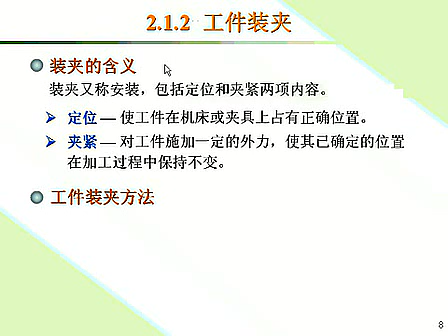 2.1.2 工件装夹
装夹的含义
装夹又称安装，包括定位和夹紧两项内容。
定位 — 使工件在机床或夹具上占有正确位置。
夹紧 — 对工件施加一定的外力，使其已确定的位置
在加工过程中保持不变。
工件装夹方法
8